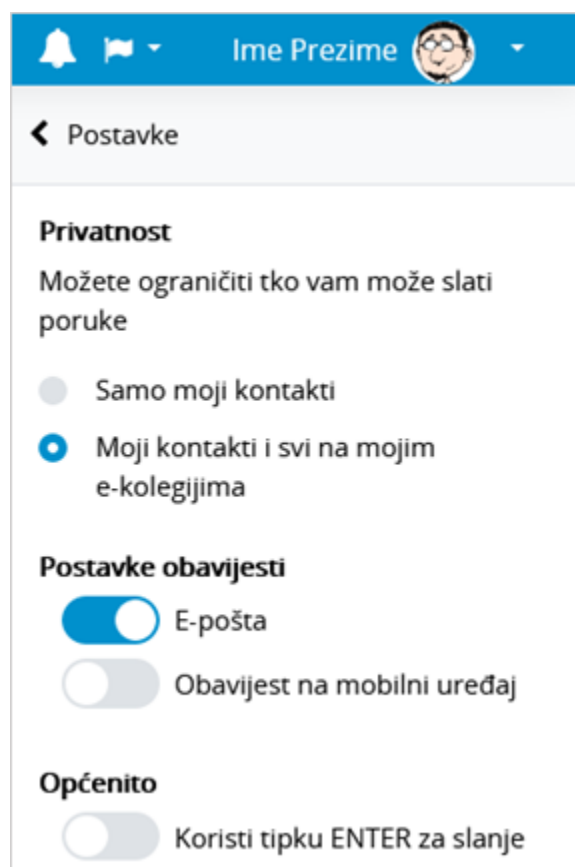 Ime Prezime
Postavke
Privatnost
Možete ograničiti tko vam može slati
poruke
Samo moji kontakti
Moji kontakti i svi na mojim
e-kolegijima
Postavke obavijesti
E-pošta
Obavijest na mobilni uređaj
Općenito
Koristi tipku ENTER za slanje